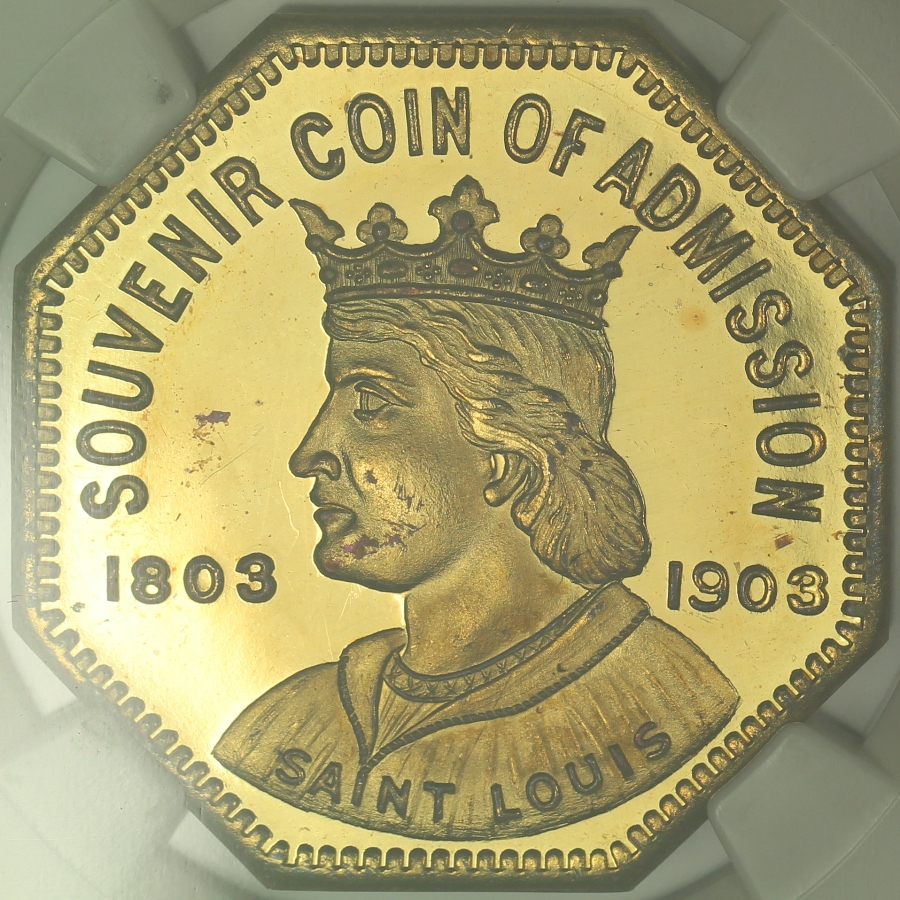 SOUVENIR COIN OF ADMISSION
1803 1903
SAINT LOUIS